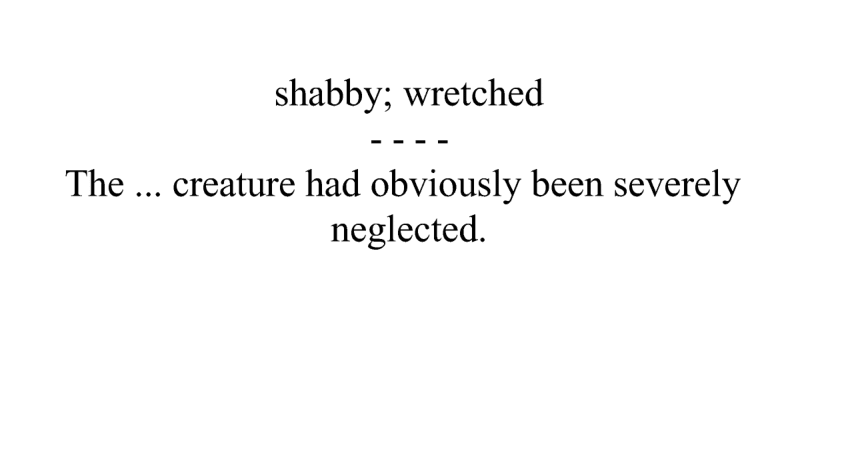 shabby; wretched
- - - -
The ... creature had obviously been severely
neglected.